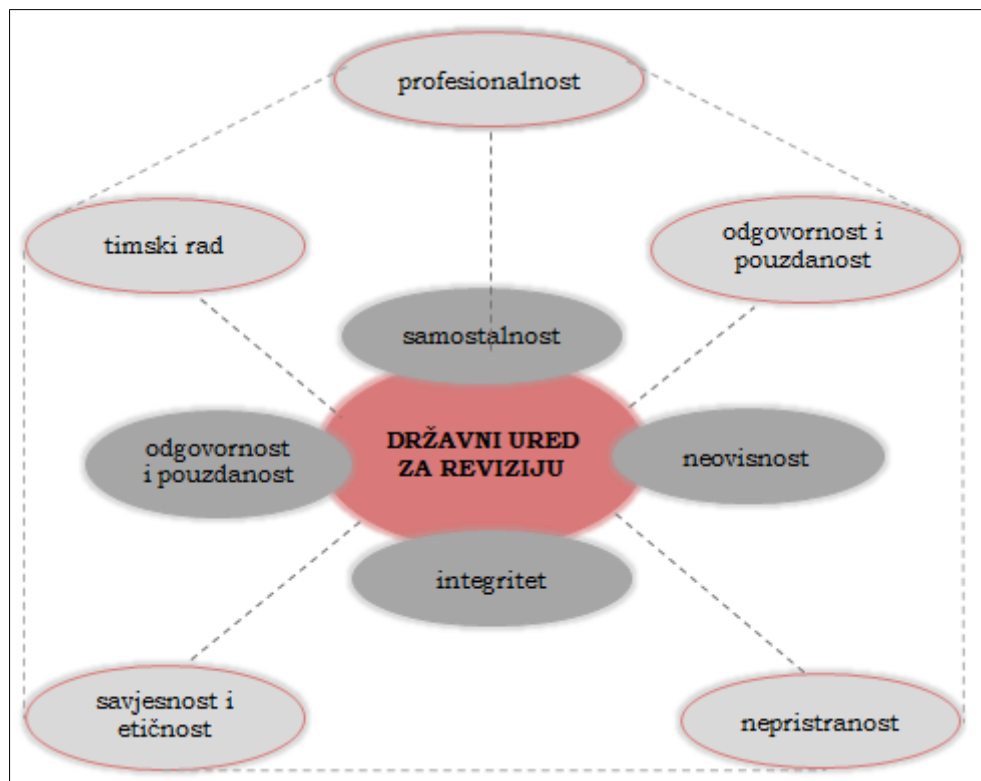 profesionalnost
timski rad
odgovornost i
pouzdanost
samostalnost
odgovornost
i pouzdanost
DRŽAVNI URED
ZA REVIZIJU
neovisnost
integritet
savjesnost i
etičnost
nepristranost